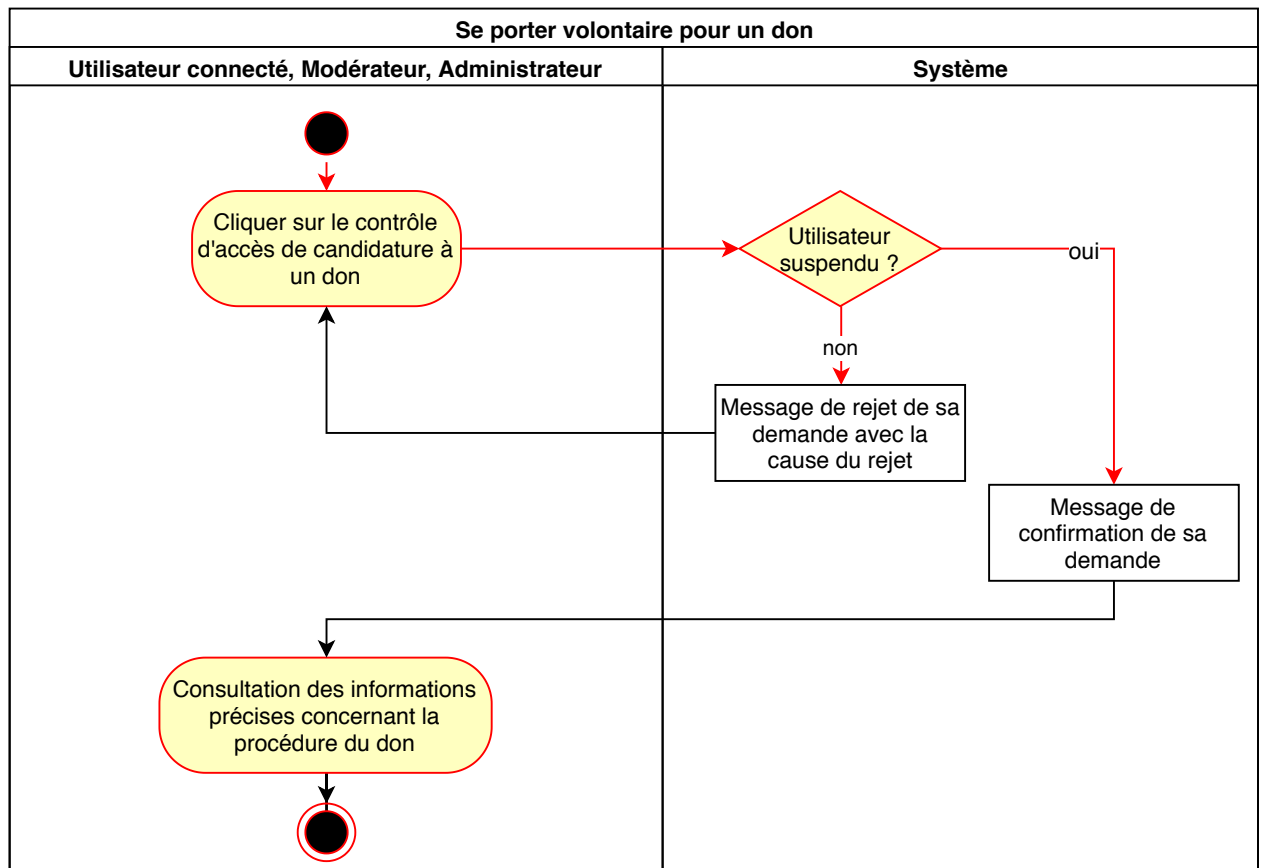 Se porter volontaire pour un don
Utilisateur connecté, Modérateur, Administrateur
Système
Cliquer sur le contrôle
d'accès de candidature à
un don
Utilisateur
suspendu ?
oui
non
Message de rejet de sa
demande avec la
cause du rejet
Message de
confirmation de sa
demande
Consultation des informations
précises concernant la
procédure du don